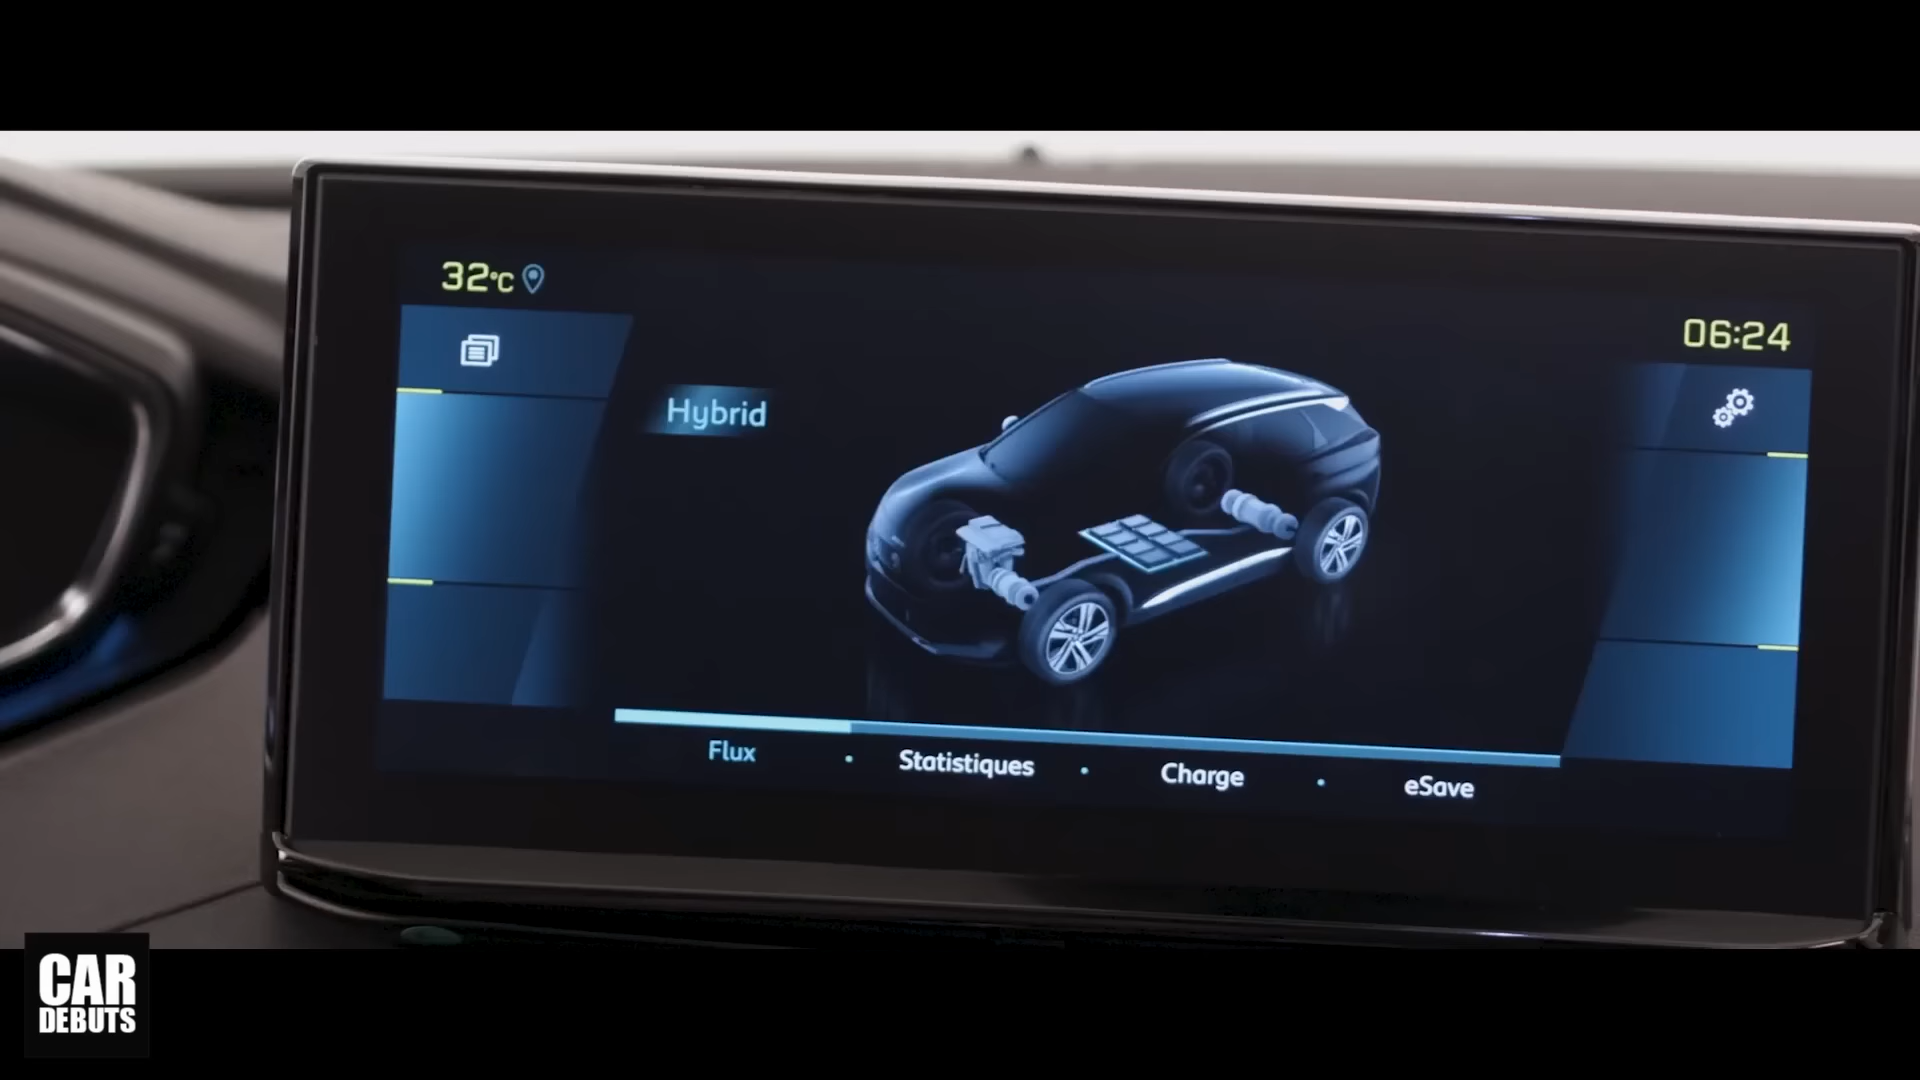 32°C
06:24
Hybrid
Flux • Statistiques • Charge • eSave
CAR
DEBUTS